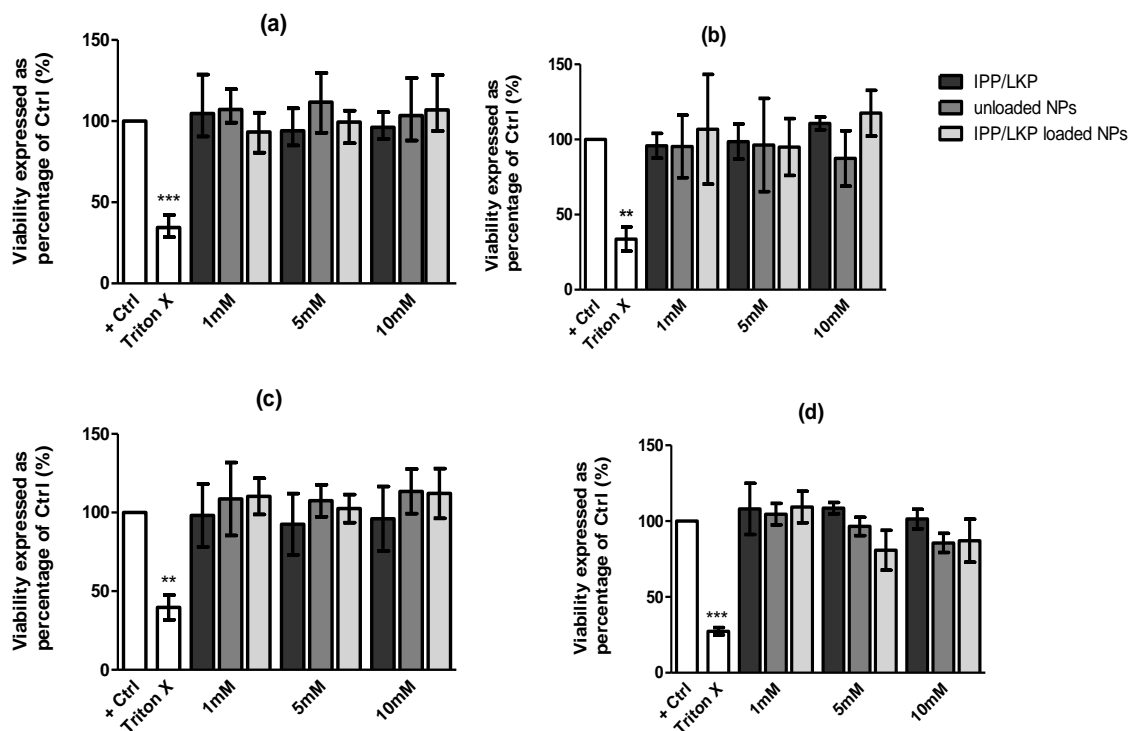 (a)
Viability expressed as
percentage of Ctrl (%)
150
100
50
0
***
+ Ctrl
Triton X
1mM
5mM
10mM
(b)
Viability expressed as
percentage of Ctrl (%)
150
100
50
0
**
+ Ctrl
Triton X
1mM
5mM
10mM
IPP/LKP
unloaded NPs
IPP/LKP loaded NPs
(c)
Viability expressed as
percentage of Ctrl (%)
150
100
50
0
**
+ Ctrl
Triton X
1mM
5mM
10mM
(d)
Viability expressed as
percentage of Ctrl (%)
150
100
50
0
***
+ Ctrl
Triton X
1mM
5mM
10mM